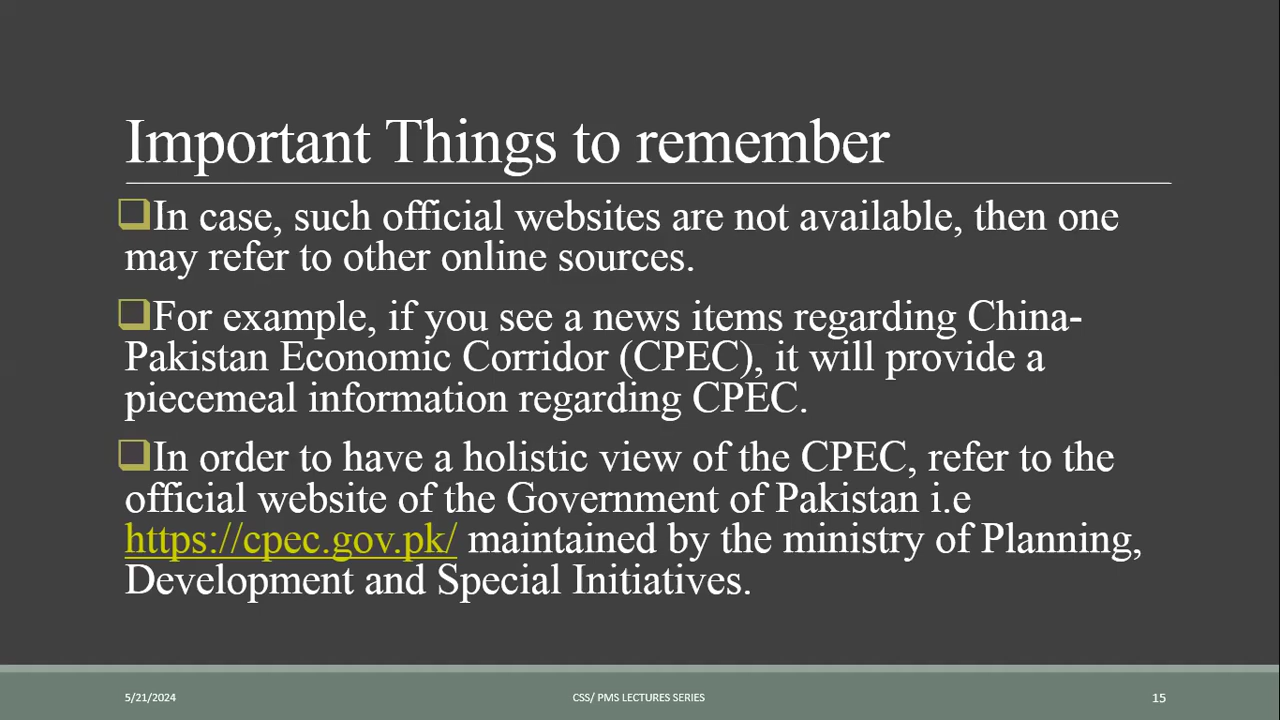 Important Things to remember
In case, such official websites are not available, then one
may refer to other online sources.
For example, if you see a news items regarding China-
Pakistan Economic Corridor (CPEC), it will provide a
piecemeal information regarding CPEC.
In order to have a holistic view of the CPEC, refer to the
official website of the Government of Pakistan i.e
https://cpec.gov.pk/ maintained by the ministry of Planning,
Development and Special Initiatives.
5/21/2024
CSS/ PMS LECTURES SERIES
15